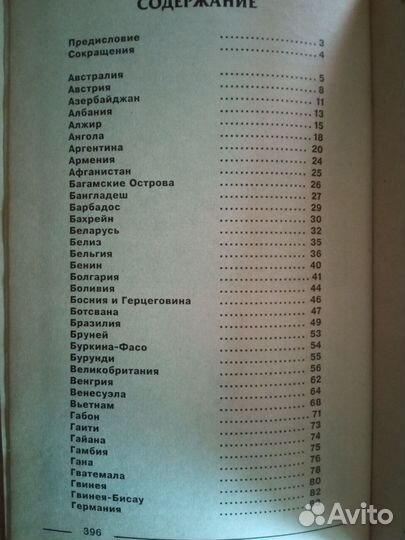 СОДЕРЖАНИЕ
Предисловие 3
Сокращения 4
Австралия 5
Австрия 8
Азербайджан 11
Албания 13
Алжир 15
Ангола 18
Аргентина 20
Армения 24
Афганистан 25
Багамские Острова 26
Бангладеш 27
Барбадос 29
Бахрейн 30
Беларусь 32
Белиз 35
Бельгия 36
Бенин 40
Болгария 41
Боливия 44
Босния и Герцеговина 46
Ботсвана 47
Бразилия 49
Бруней 53
Буркина-Фасо 54
Бурунди 55
Великобритания 56
Венгрия 62
Венесуэла 64
Вьетнам 68
Габон 71
Гаити 73
Гайана 74
Гамбия 75
Гана 76
Гватемала 78
Гвинея 80
Гвинея-Бисау 82
Германия
396
Avito